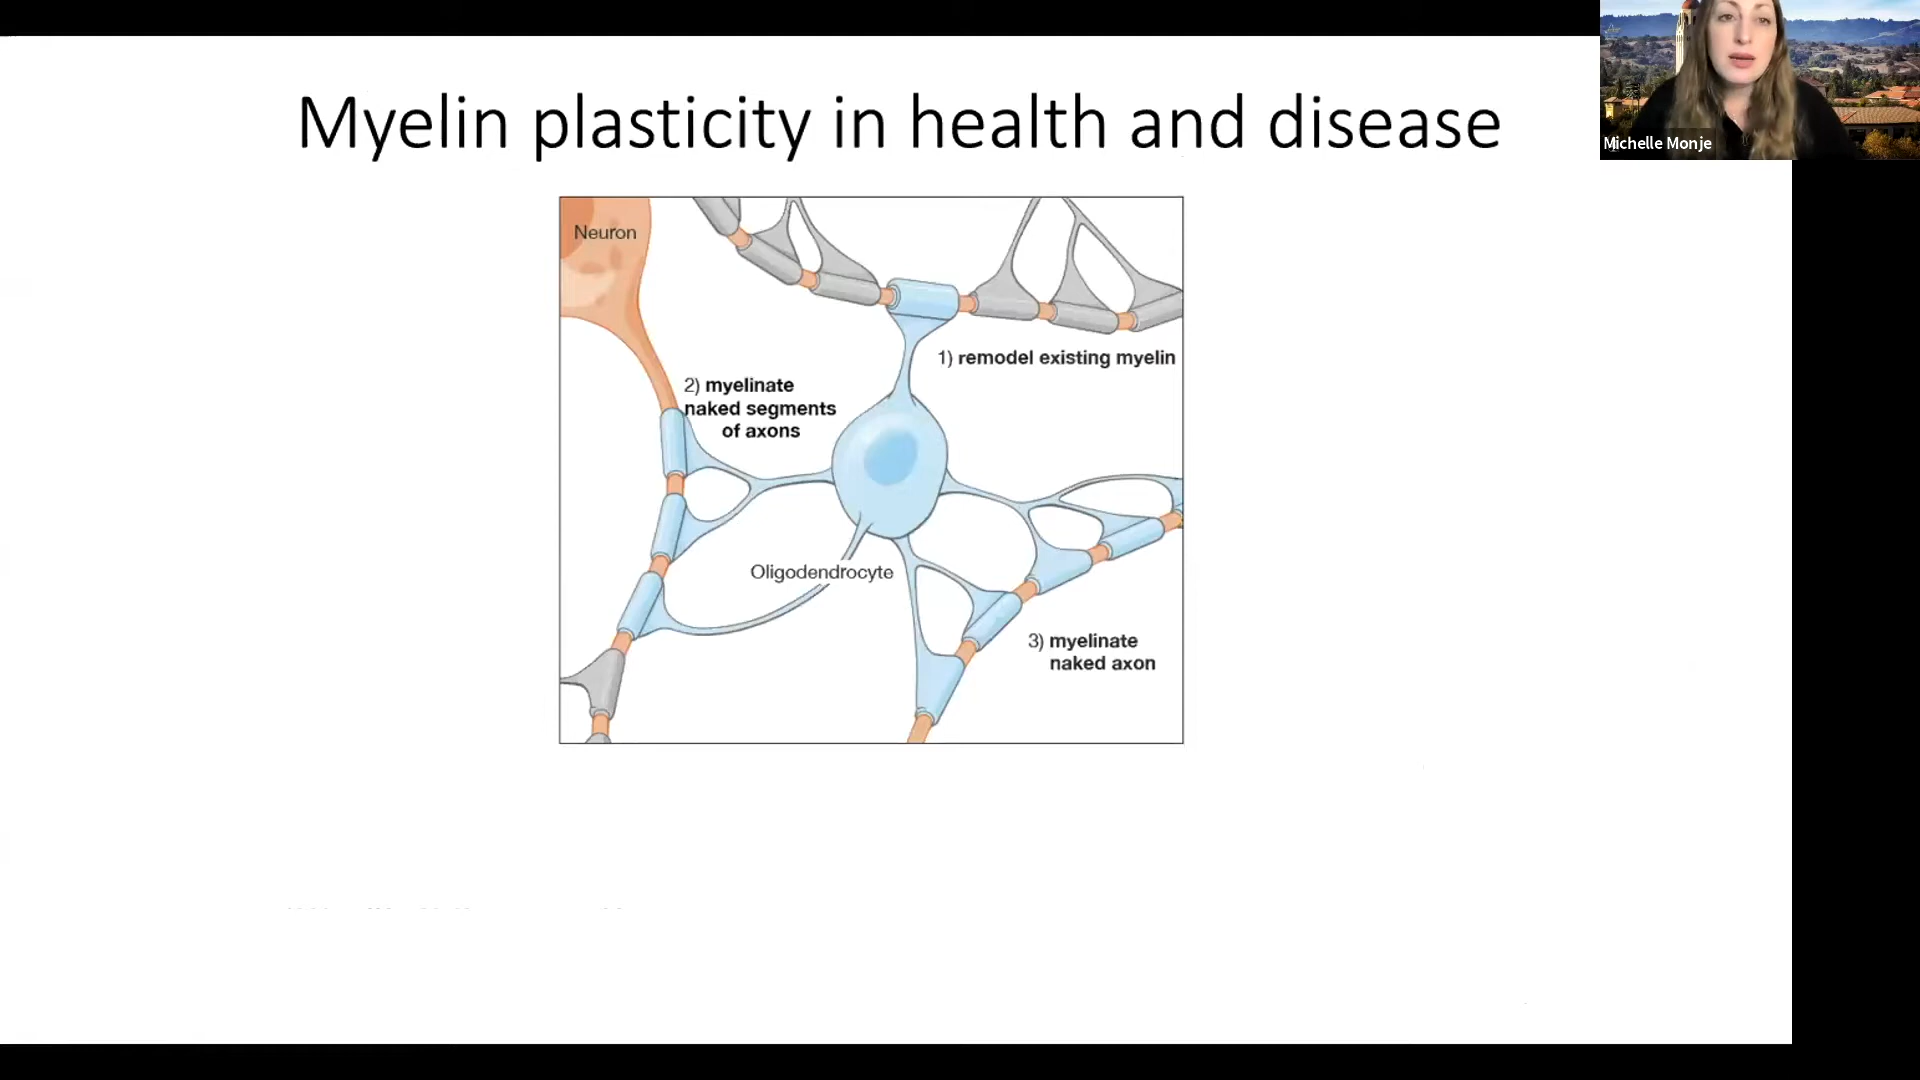 Myelin plasticity in health and disease
Michelle Monje
Neuron
1) remodel existing myelin
2) myelinate
naked segments
of axons
Oligodendrocyte
3) myelinate
naked axon